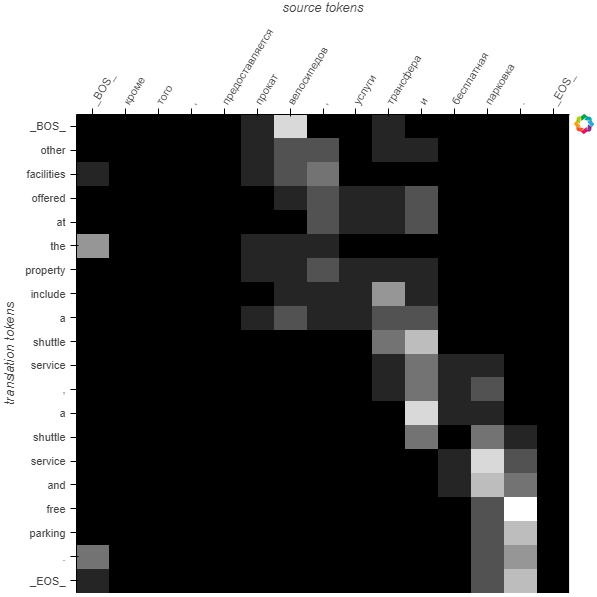 source tokens
_BOS_ кроме того , предоставляется прокат велосипедов , услуги трансфера и бесплатная парковка . _EOS_
translation tokens
_BOS_
other
facilities
offered
at
the
property
include
a
shuttle
service
,
a
shuttle
service
and
free
parking
.
_EOS_